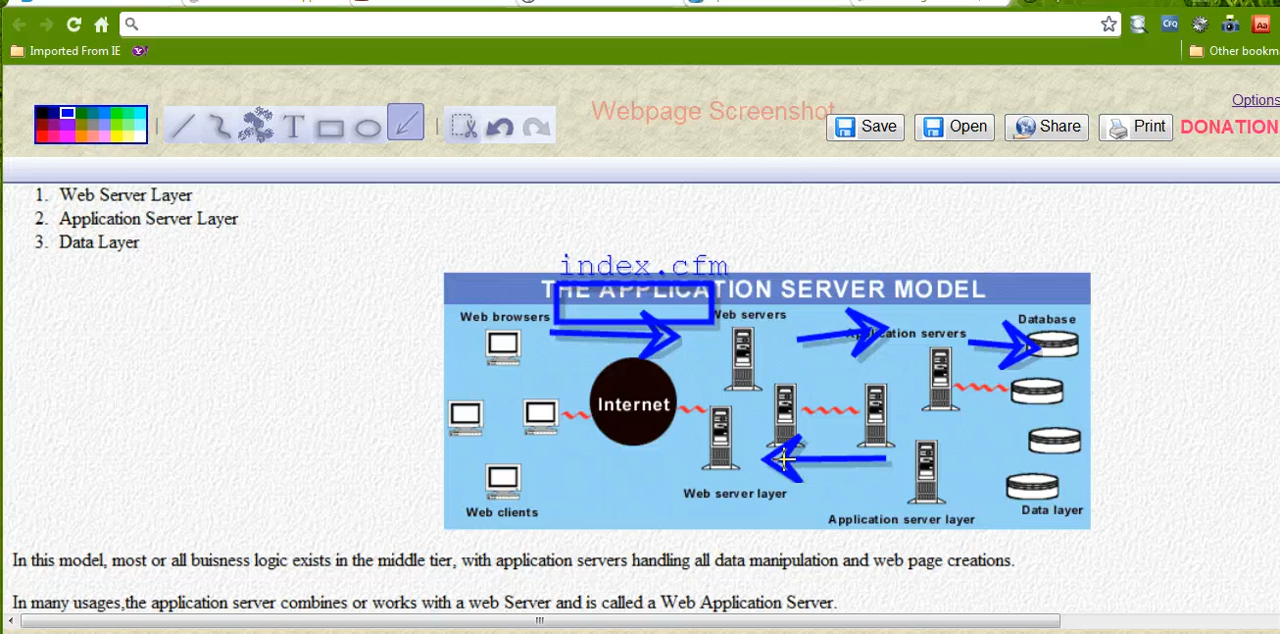 Imported From IE
Other bookm
Webpage Screenshot
Options
Save
Open
Share
Print
DONATION
1. Web Server Layer
2. Application Server Layer
3. Data Layer
index.cfm
THE APPLICATION SERVER MODEL
Web browsers
Web servers
Application servers
Database
Internet
Web clients
Web server layer
Application server layer
Data layer
In this model, most or all buisness logic exists in the middle tier, with application servers handling all data manipulation and web page creations.
In many usages,the application server combines or works with a web Server and is called a Web Application Server.